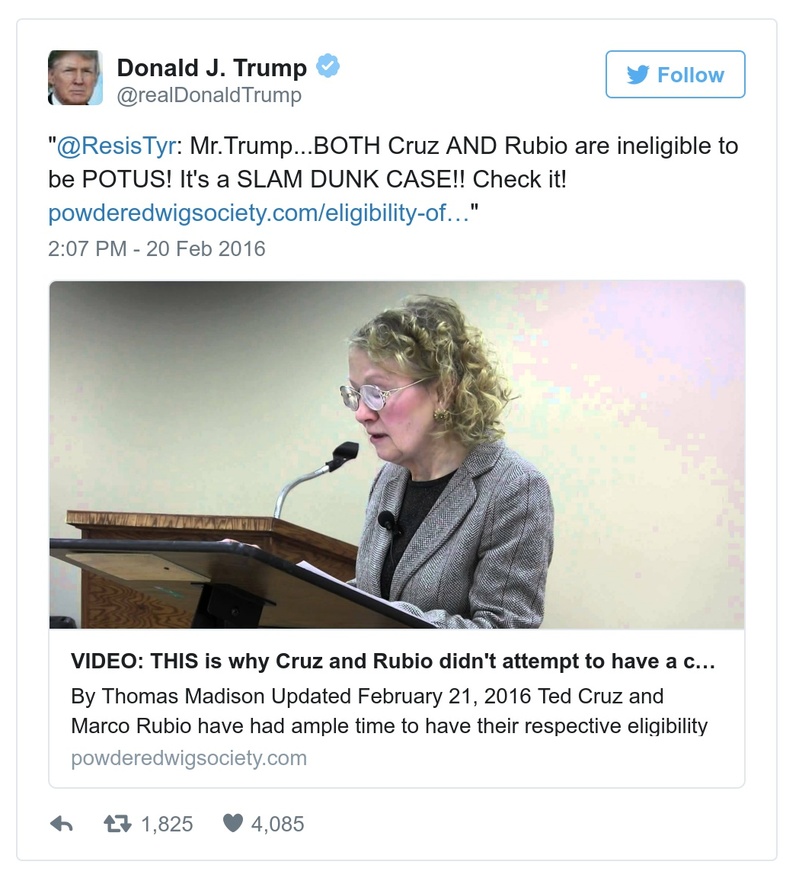 Donald J. Trump
@realDonaldTrump
Follow
"@ResisTyr: Mr.Trump...BOTH Cruz AND Rubio are ineligible to
be POTUS! It's a SLAM DUNK CASE!! Check it!
powderedwigsociety.com/eligibility-of…"
2:07 PM - 20 Feb 2016
VIDEO: THIS is why Cruz and Rubio didn't attempt to have a c…
By Thomas Madison Updated February 21, 2016 Ted Cruz and
Marco Rubio have had ample time to have their respective eligibility
powderedwigsociety.com
1,825 4,085